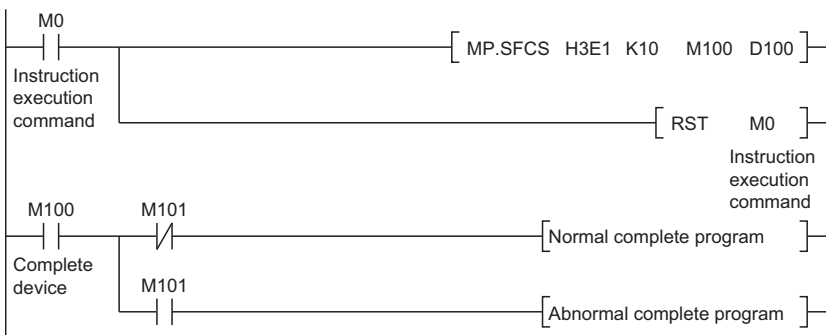 M0
MP.SFCS H3E1 K10 M100 D100
Instruction
execution
command
RST M0
Instruction
execution
command
M100 M101
Normal complete program
Complete
device
M101
Abnormal complete program